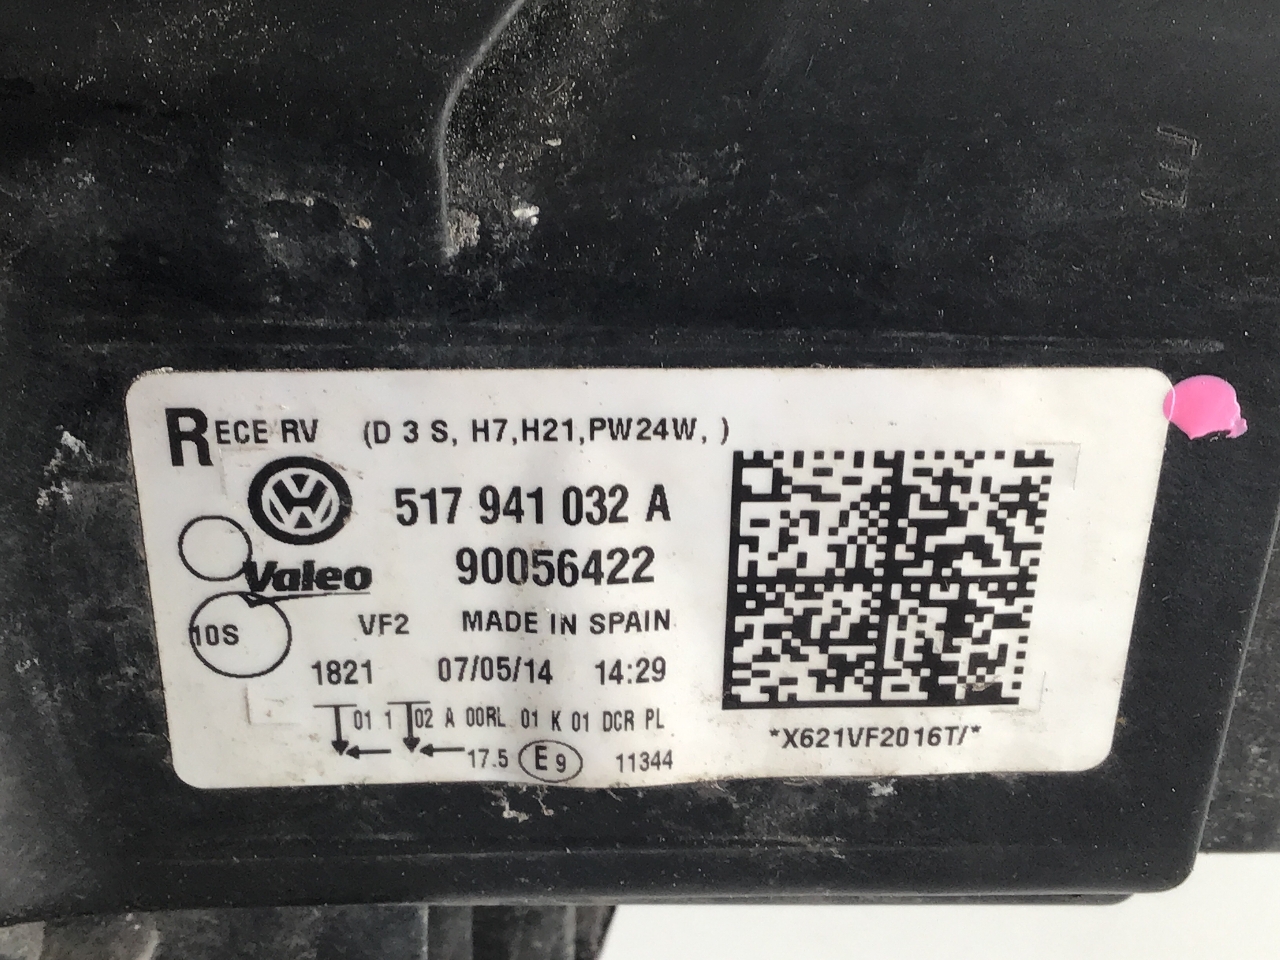 R ECE RV (D 3 S, H7,H21,PW24W, )
517 941 032 A
Valeo 90056422
10S VF2 MADE IN SPAIN
1821 07/05/14 14:29
01 1 02 A 00RL 01 K 01 DCR PL
17.5 E9 11344
*X621VF2016T/*